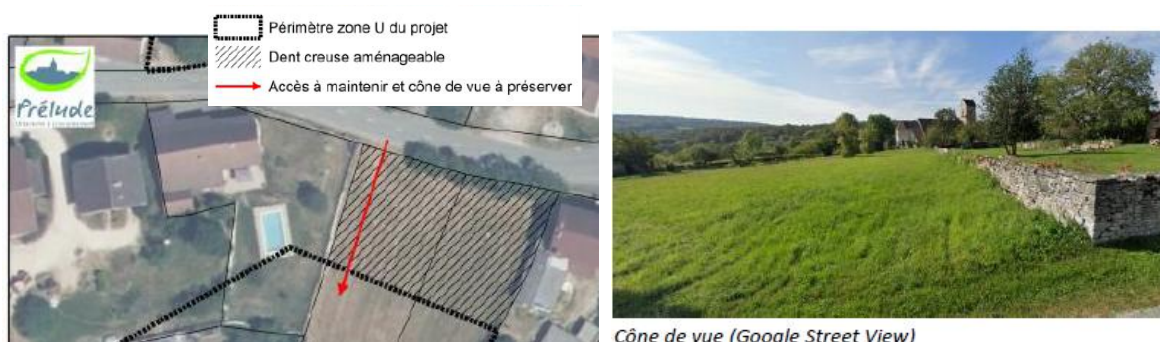 Périmètre zone U du projet
Dent creuse aménageable
Accès à maintenir et cône de vue à préserver
Prélude
Cône de vue (Google Street View)